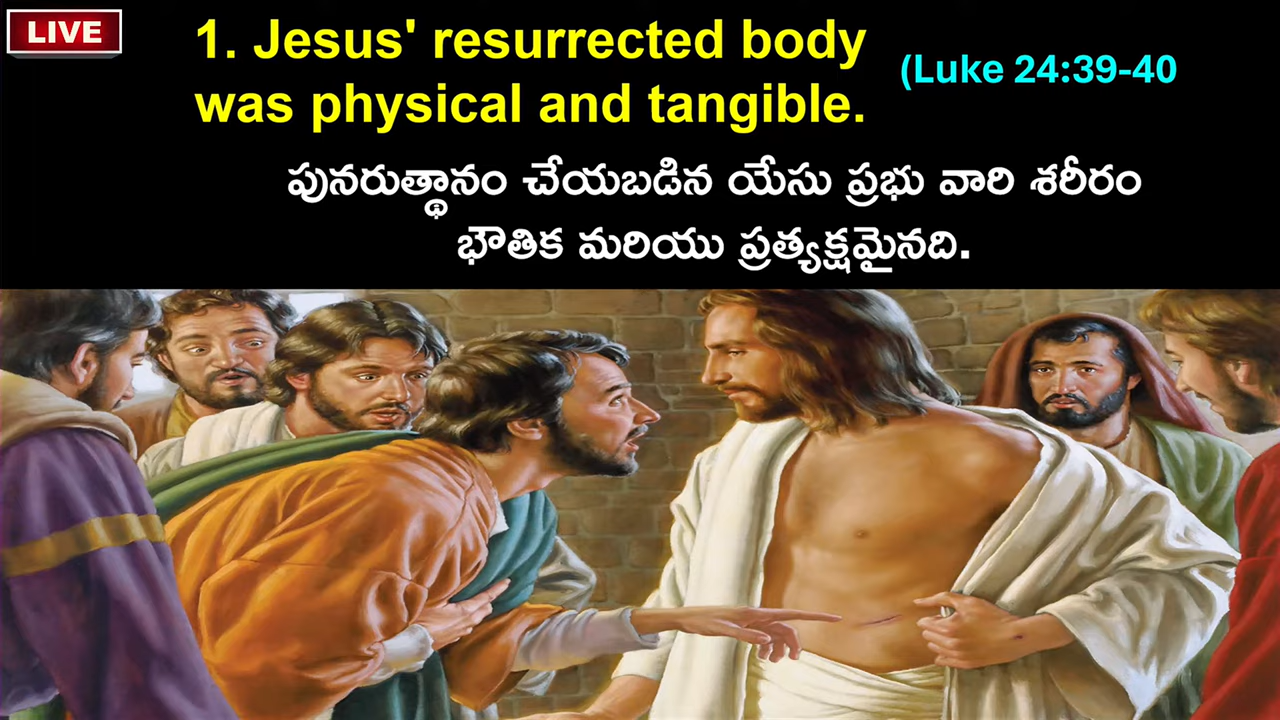 LIVE
1. Jesus' resurrected body
was physical and tangible.
(Luke 24:39-40
పునరుత్థానం చేయబడిన యేసు ప్రభు వారి శరీరం
భౌతిక మరియు ప్రత్యక్షమైనది.